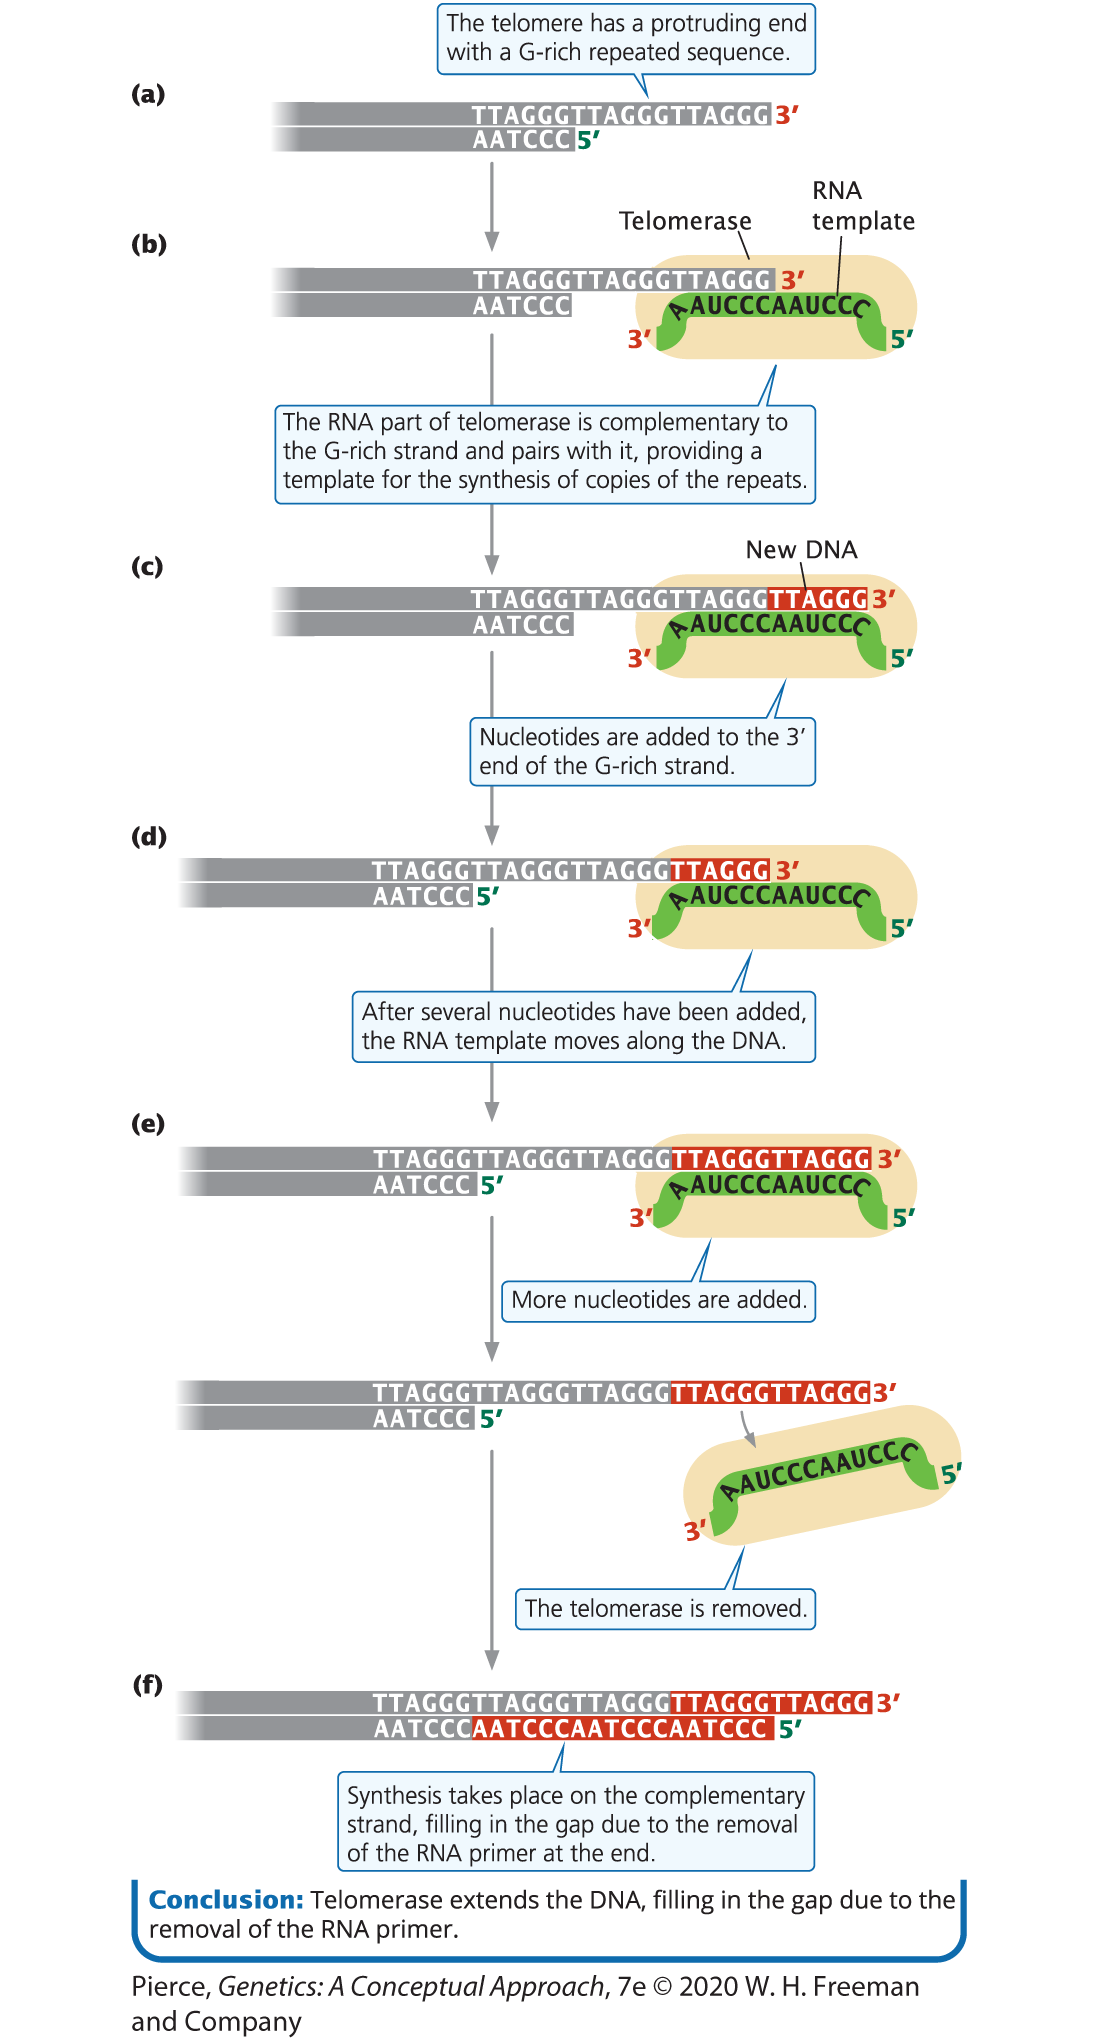 The telomere has a protruding end
with a G-rich repeated sequence.
(a)
TTAGGGTTAGGGTTAGGG 3′
AATCCC 5′
RNA
template
Telomerase
(b)
TTAGGGTTAGGGTTAGGG 3′
AATCCC
AAUCCCAAUCCC
3′ 5′
The RNA part of telomerase is complementary to
the G-rich strand and pairs with it, providing a
template for the synthesis of copies of the repeats.
New DNA
(c)
TTAGGGTTAGGGTTAGGGTTAGGG 3′
AATCCC
AAUCCCAAUCCC
3′ 5′
Nucleotides are added to the 3′
end of the G-rich strand.
(d)
TTAGGGTTAGGGTTAGGGTTAGGG 3′
AATCCC 5′
AAUCCCAAUCCC
3′ 5′
After several nucleotides have been added,
the RNA template moves along the DNA.
(e)
TTAGGGTTAGGGTTAGGGTTAGGGTTAGGG 3′
AATCCC 5′
AAUCCCAAUCCC
3′ 5′
More nucleotides are added.
TTAGGGTTAGGGTTAGGGTTAGGGTTAGGG 3′
AATCCC 5′
AAUCCCAAUCCC
3′ 5′
The telomerase is removed.
(f)
TTAGGGTTAGGGTTAGGGTTAGGGTTAGGG 3′
AATCCCAATCCCAATCCCAATCCC 5′
Synthesis takes place on the complementary
strand, filling in the gap due to the removal
of the RNA primer at the end.
Conclusion: Telomerase extends the DNA, filling in the gap due to the
removal of the RNA primer.
Pierce, Genetics: A Conceptual Approach, 7e © 2020 W. H. Freeman
and Company